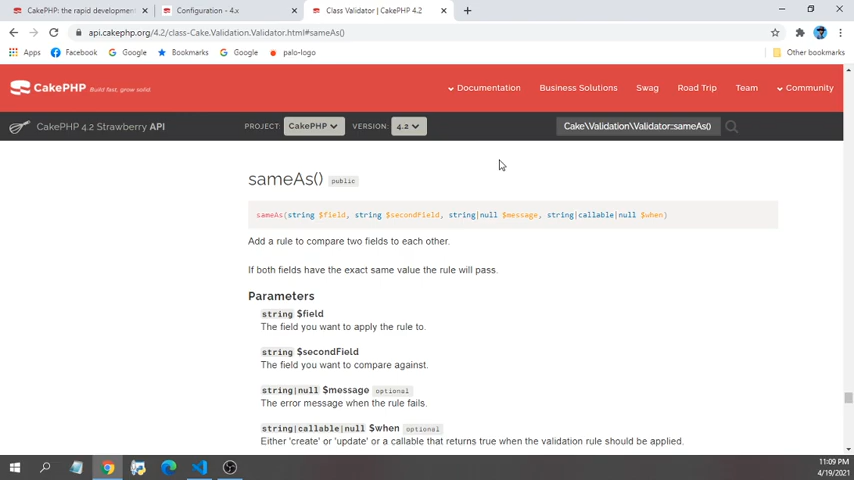 CakePHP: the rapid development
Configuration - 4.x
Class Validator | CakePHP 4.2
api.cakephp.org/4.2/class-Cake.Validation.Validator.html#sameAs()
Apps
Facebook
Google
Bookmarks
Google
palo-logo
Other bookmarks
CakePHP Build fast, grow solid.
Documentation
Business Solutions
Swag
Road Trip
Team
Community
CakePHP 4.2 Strawberry API
PROJECT: CakePHP
VERSION: 4.2
Cake\Validation\Validator::sameAs()
sameAs() public
sameAs(string $field, string $secondField, string|null $message, string|callable|null $when)
Add a rule to compare two fields to each other.
If both fields have the exact same value the rule will pass.
Parameters
string $field
The field you want to apply the rule to.
string $secondField
The field you want to compare against.
string|null $message optional
The error message when the rule fails.
string|callable|null $when optional
Either 'create' or 'update' or a callable that returns true when the validation rule should be applied.
11:09 PM
4/19/2021